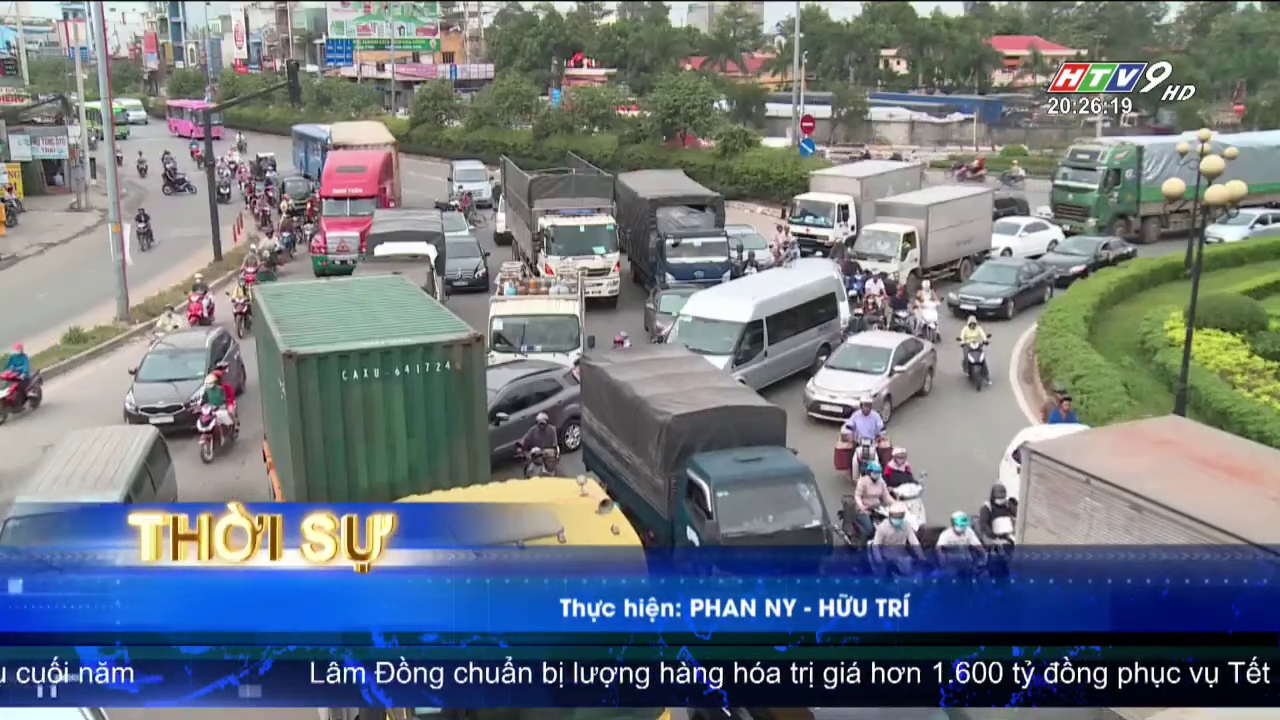 HTV9 HD
20:26:19
CAXU 641724
THỜI SỰ
Thực hiện: PHAN NY - HỮU TRÍ
cuối năm Lâm Đồng chuẩn bị lượng hàng hóa trị giá hơn 1.600 tỷ đồng phục vụ Tết